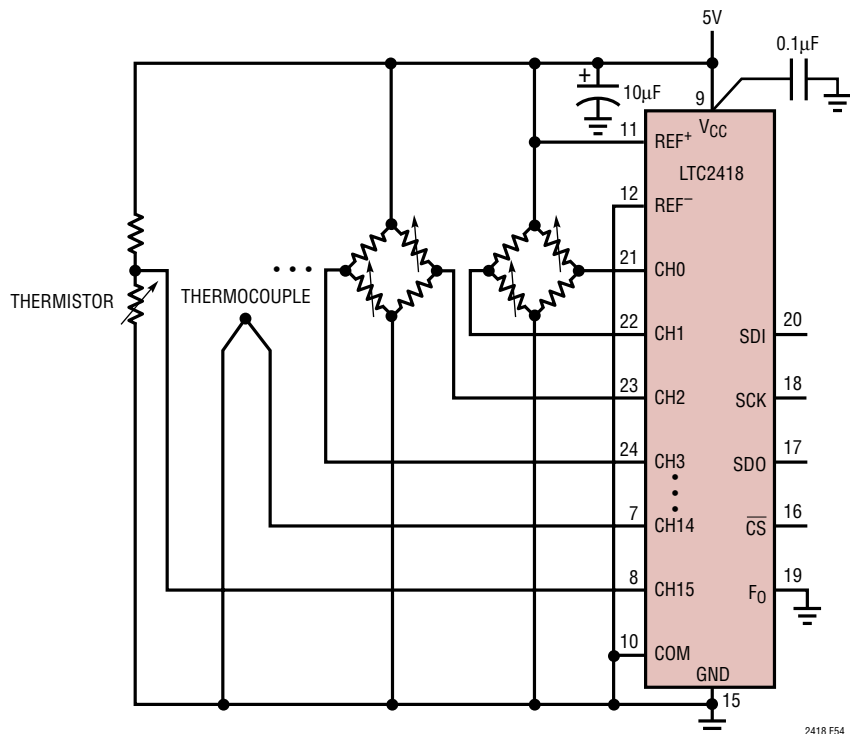 5V
0.1µF
+
10µF
9
VCC
11
REF+
LTC2418
12
REF–
21
CH0
THERMISTOR
THERMOCOUPLE
22
CH1
SDI
20
23
CH2
SCK
18
24
CH3
SDO
17
7
CH14
CS
16
8
CH15
FO
19
10
COM
GND
15
2418 F54